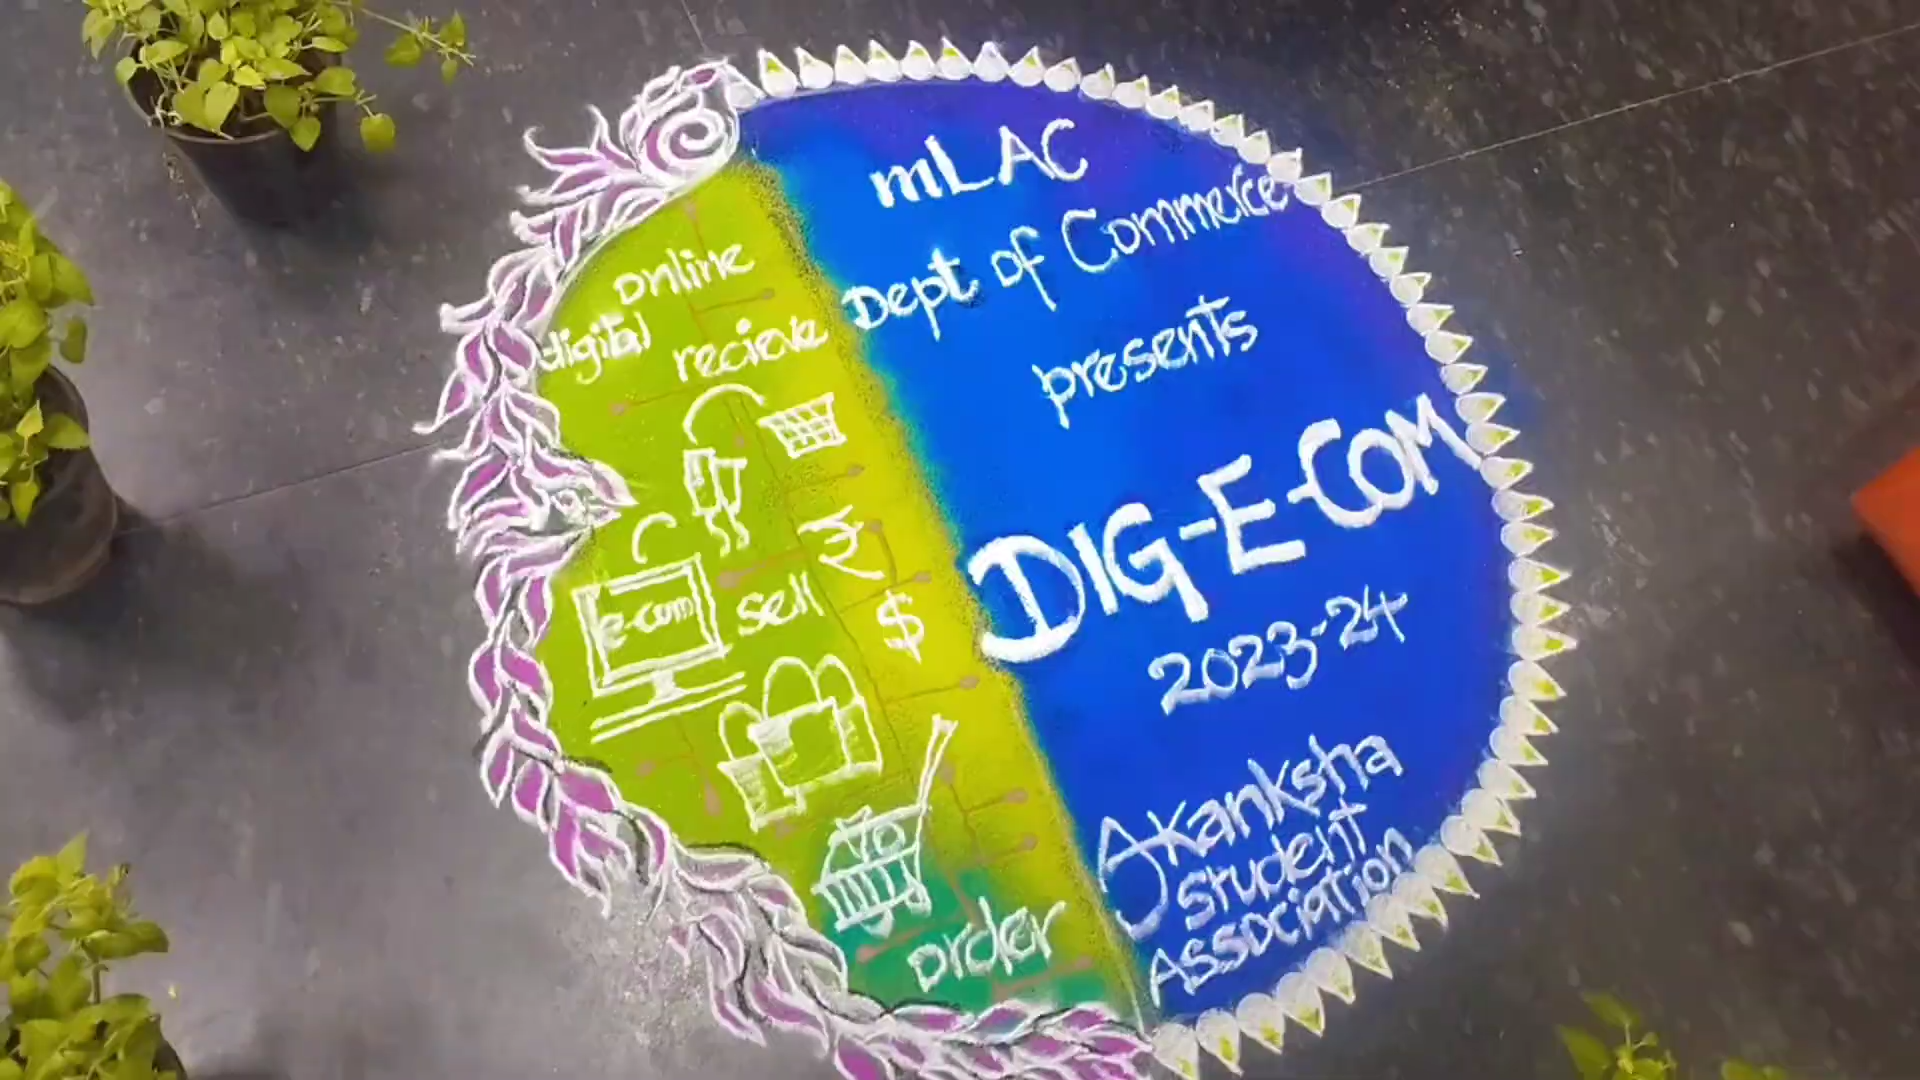 mLAC
Dept of Commerce
presents
DIG-E-COM
2023-24
Akanksha
Student
Association
online
digital
recieve
₹
e-com
sell
$
order